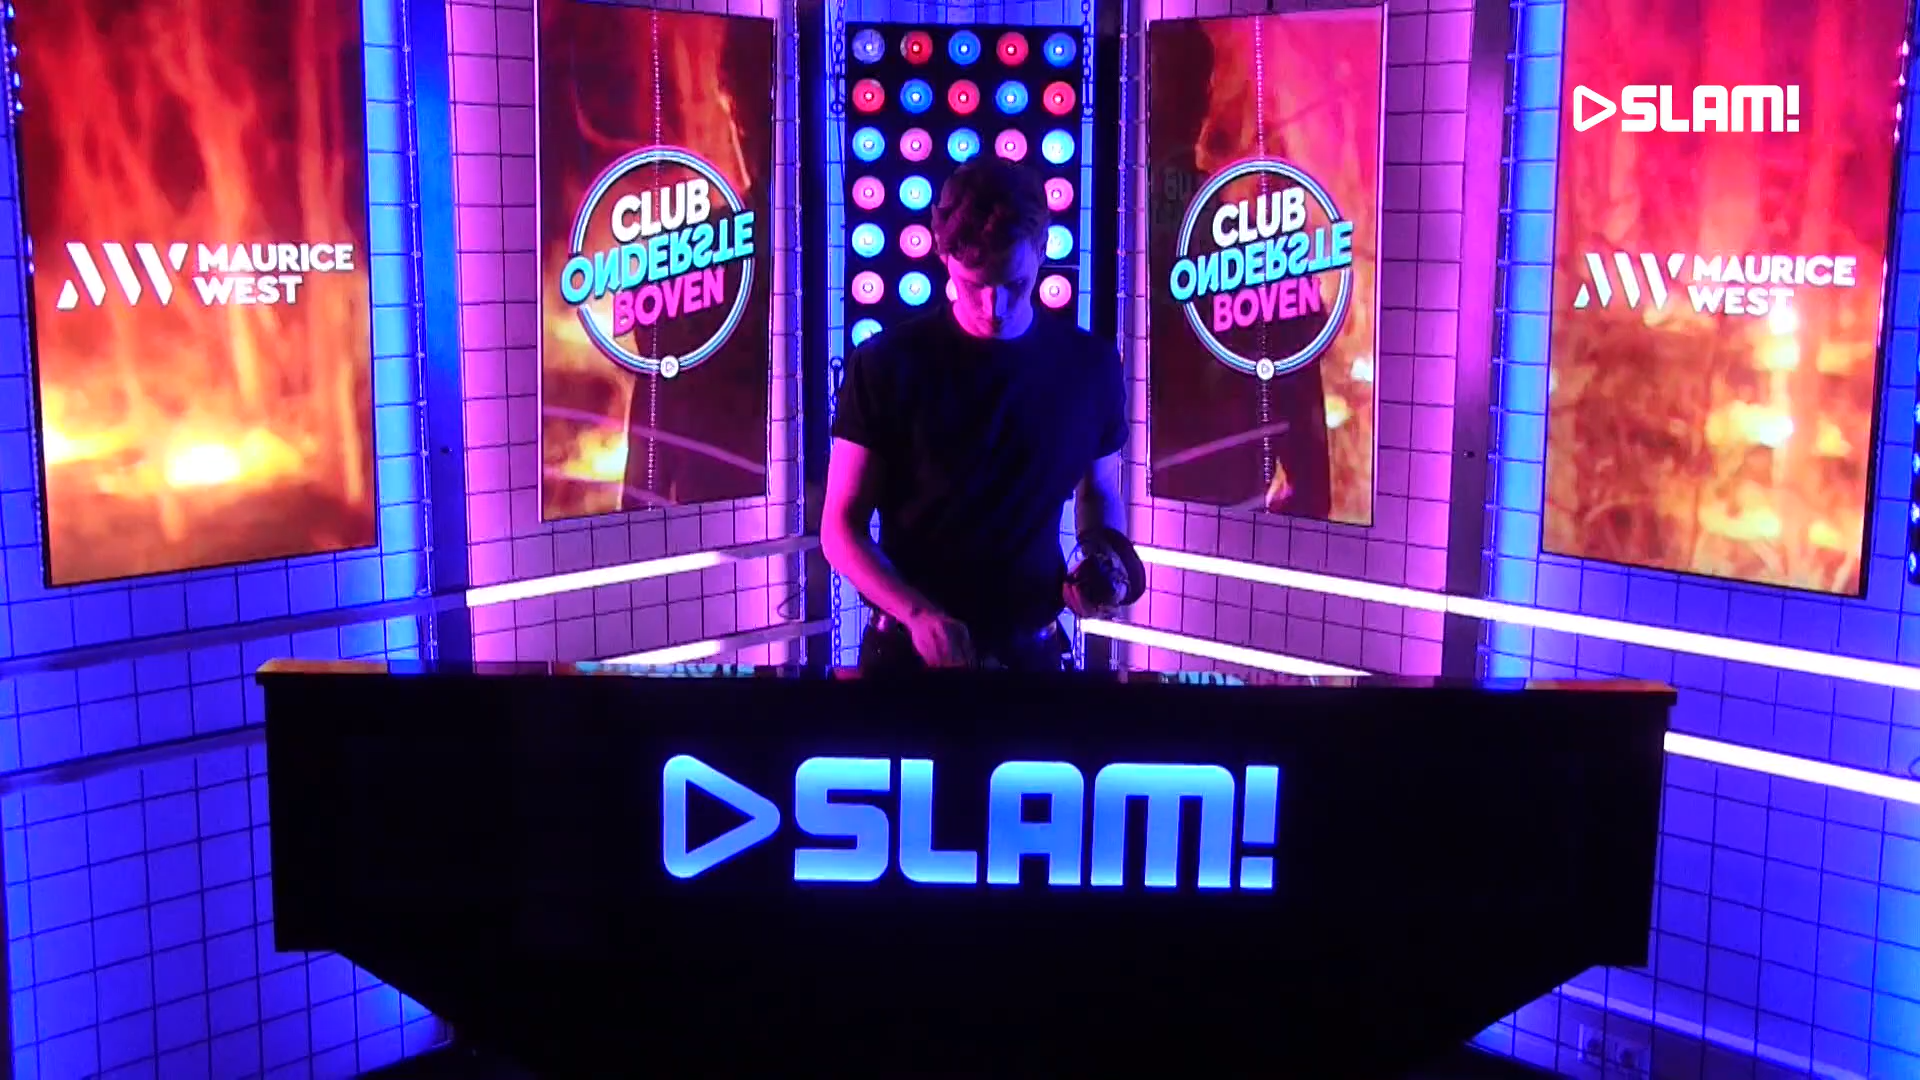 MAURICE
WEST
CLUB
ONDERSTE
BOVEN
CLUB
ONDERSTE
BOVEN
SLAM!
MAURICE
WEST
SLAM!